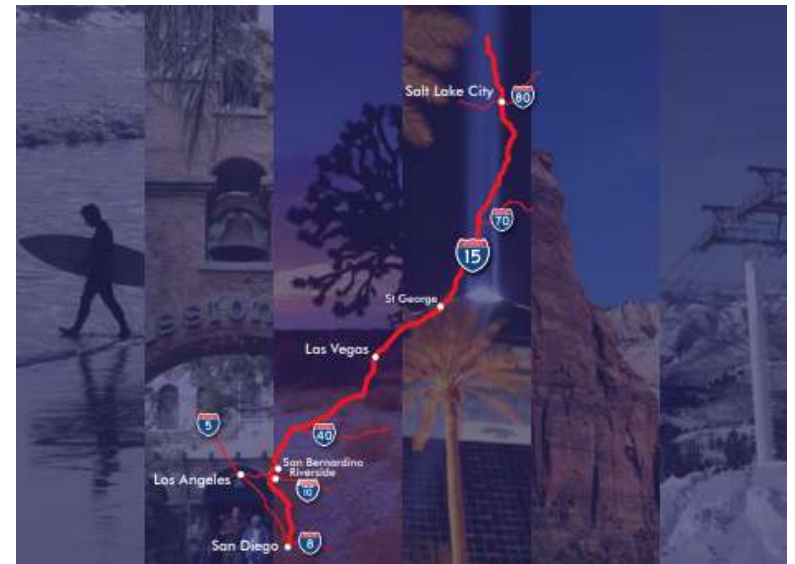 Salt Lake City
80
70
15
St George
Las Vegas
5
40
San Bernardino
Riverside
Los Angeles
10
San Diego
8
ssion